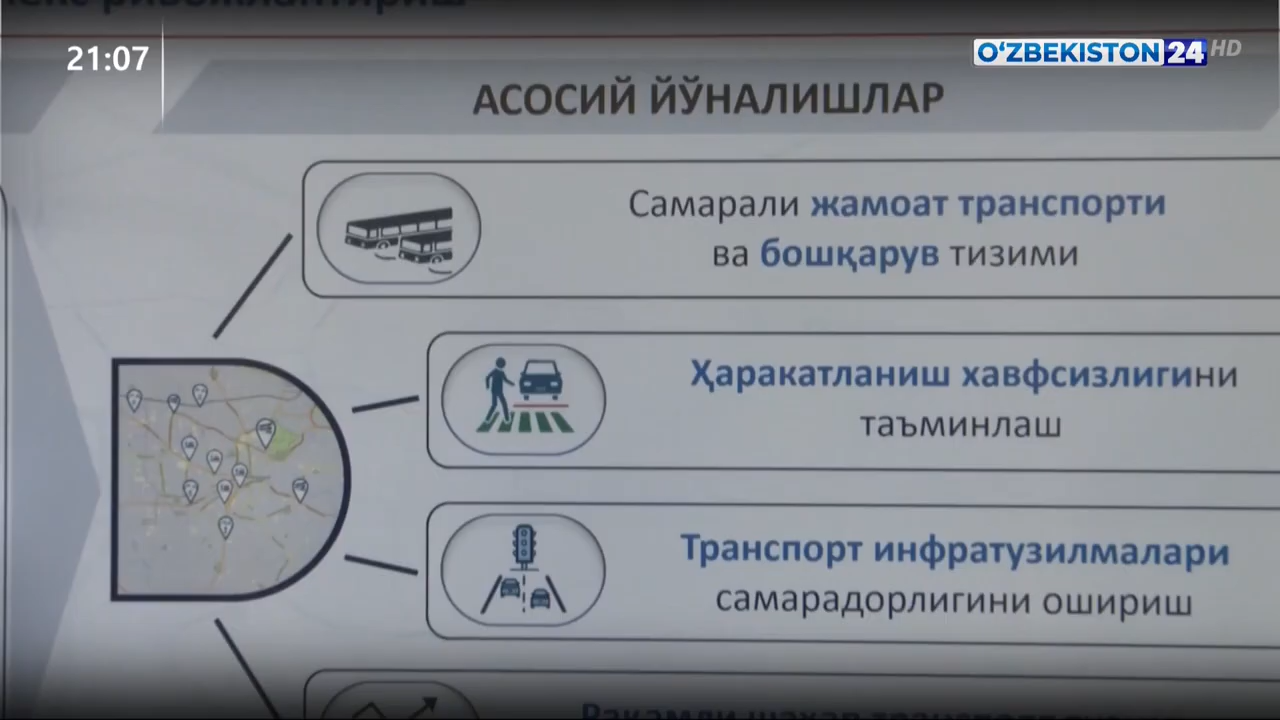 ривожлантириш
21:07
O‘ZBEKISTON 24 HD
АСОСИЙ ЙЎНАЛИШЛАР
Самарали жамоат транспорти
ва бошқарув тизими
Ҳаракатланиш хавфсизлигини
таъминлаш
Транспорт инфратузилмалари
самарадорлигини ошириш